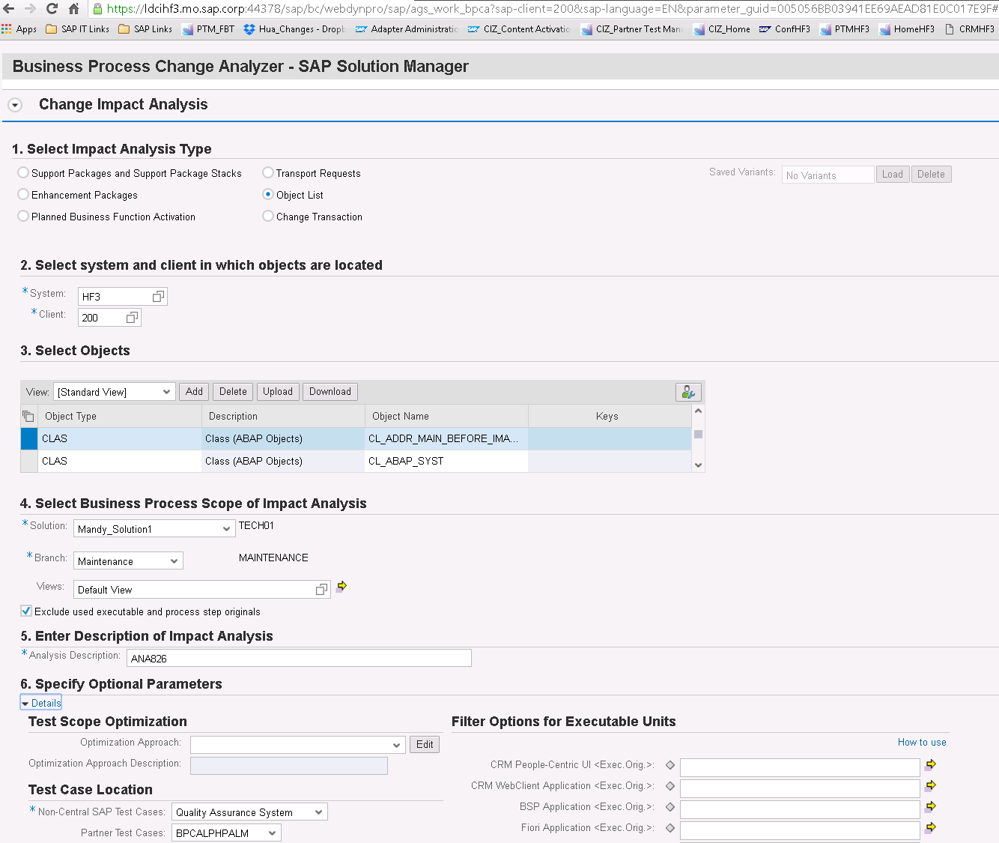 https://ldcihf3.mo.sap.corp:44378/sap/bc/webdynpro/sap/ags_work_bpca?sap-client=200&sap-language=EN&parameter_guid=005056BB03941EE69AEAD81E0C017E9F#
Apps SAP IT Links SAP Links PTM_FBT Hua_Changes - Dropb Adapter Administratio CIZ_Content Activatio CIZ_Partner Test Mana CIZ_Home ConfHF3 PTMHF3 HomeHF3 CRMHF3
Business Process Change Analyzer - SAP Solution Manager
Change Impact Analysis
1. Select Impact Analysis Type
Support Packages and Support Package Stacks Transport Requests Saved Variants: No Variants Load Delete
Enhancement Packages Object List
Planned Business Function Activation Change Transaction
2. Select system and client in which objects are located
* System: HF3
* Client: 200
3. Select Objects
View: [Standard View] Add Delete Upload Download
Object Type Description Object Name Keys
CLAS Class (ABAP Objects) CL_ADDR_MAIN_BEFORE_IMA...
CLAS Class (ABAP Objects) CL_ABAP_SYST
4. Select Business Process Scope of Impact Analysis
* Solution: Mandy_Solution1 TECH01
* Branch: Maintenance MAINTENANCE
Views: Default View
Exclude used executable and process step originals
5. Enter Description of Impact Analysis
* Analysis Description: ANA826
6. Specify Optional Parameters
Details
Test Scope Optimization
Optimization Approach: Edit
Optimization Approach Description:
Test Case Location
* Non-Central SAP Test Cases: Quality Assurance System
Partner Test Cases: BPCALPHPALM
Filter Options for Executable Units
How to use
CRM People-Centric UI <Exec.Orig.>:
CRM WebClient Application <Exec.Orig.>:
BSP Application <Exec.Orig.>:
Fiori Application <Exec.Orig.>: